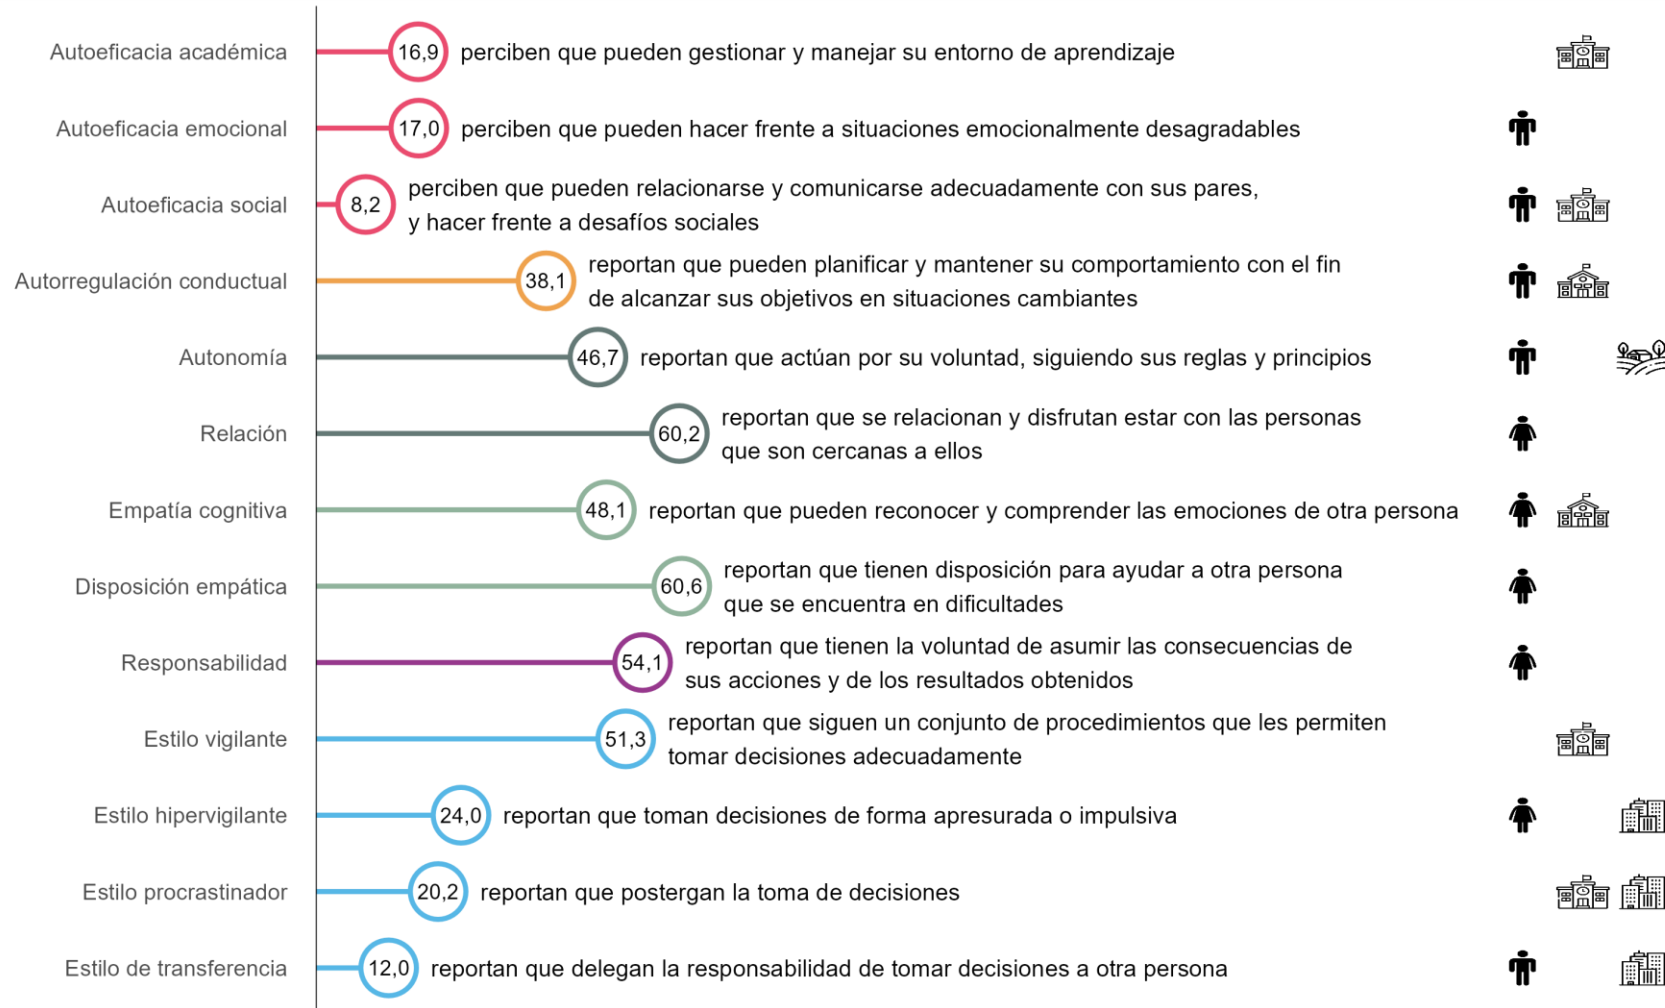 Autoeficacia académica
16,9
perciben que pueden gestionar y manejar su entorno de aprendizaje
Autoeficacia emocional
17,0
perciben que pueden hacer frente a situaciones emocionalmente desagradables
Autoeficacia social
8,2
perciben que pueden relacionarse y comunicarse adecuadamente con sus pares,
y hacer frente a desafíos sociales
Autorregulación conductual
38,1
reportan que pueden planificar y mantener su comportamiento con el fin
de alcanzar sus objetivos en situaciones cambiantes
Autonomía
46,7
reportan que actúan por su voluntad, siguiendo sus reglas y principios
Relación
60,2
reportan que se relacionan y disfrutan estar con las personas
que son cercanas a ellos
Empatía cognitiva
48,1
reportan que pueden reconocer y comprender las emociones de otra persona
Disposición empática
60,6
reportan que tienen disposición para ayudar a otra persona
que se encuentra en dificultades
Responsabilidad
54,1
reportan que tienen la voluntad de asumir las consecuencias de
sus acciones y de los resultados obtenidos
Estilo vigilante
51,3
reportan que siguen un conjunto de procedimientos que les permiten
tomar decisiones adecuadamente
Estilo hipervigilante
24,0
reportan que toman decisiones de forma apresurada o impulsiva
Estilo procrastinador
20,2
reportan que postergan la toma de decisiones
Estilo de transferencia
12,0
reportan que delegan la responsabilidad de tomar decisiones a otra persona